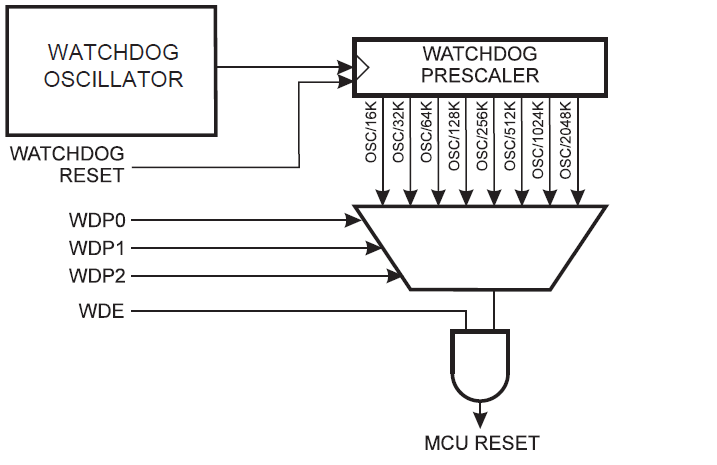 WATCHDOG
OSCILLATOR
WATCHDOG
PRESCALER
WATCHDOG
RESET
OSC/16K
OSC/32K
OSC/64K
OSC/128K
OSC/256K
OSC/512K
OSC/1024K
OSC/2048K
WDP0
WDP1
WDP2
WDE
MCU RESET